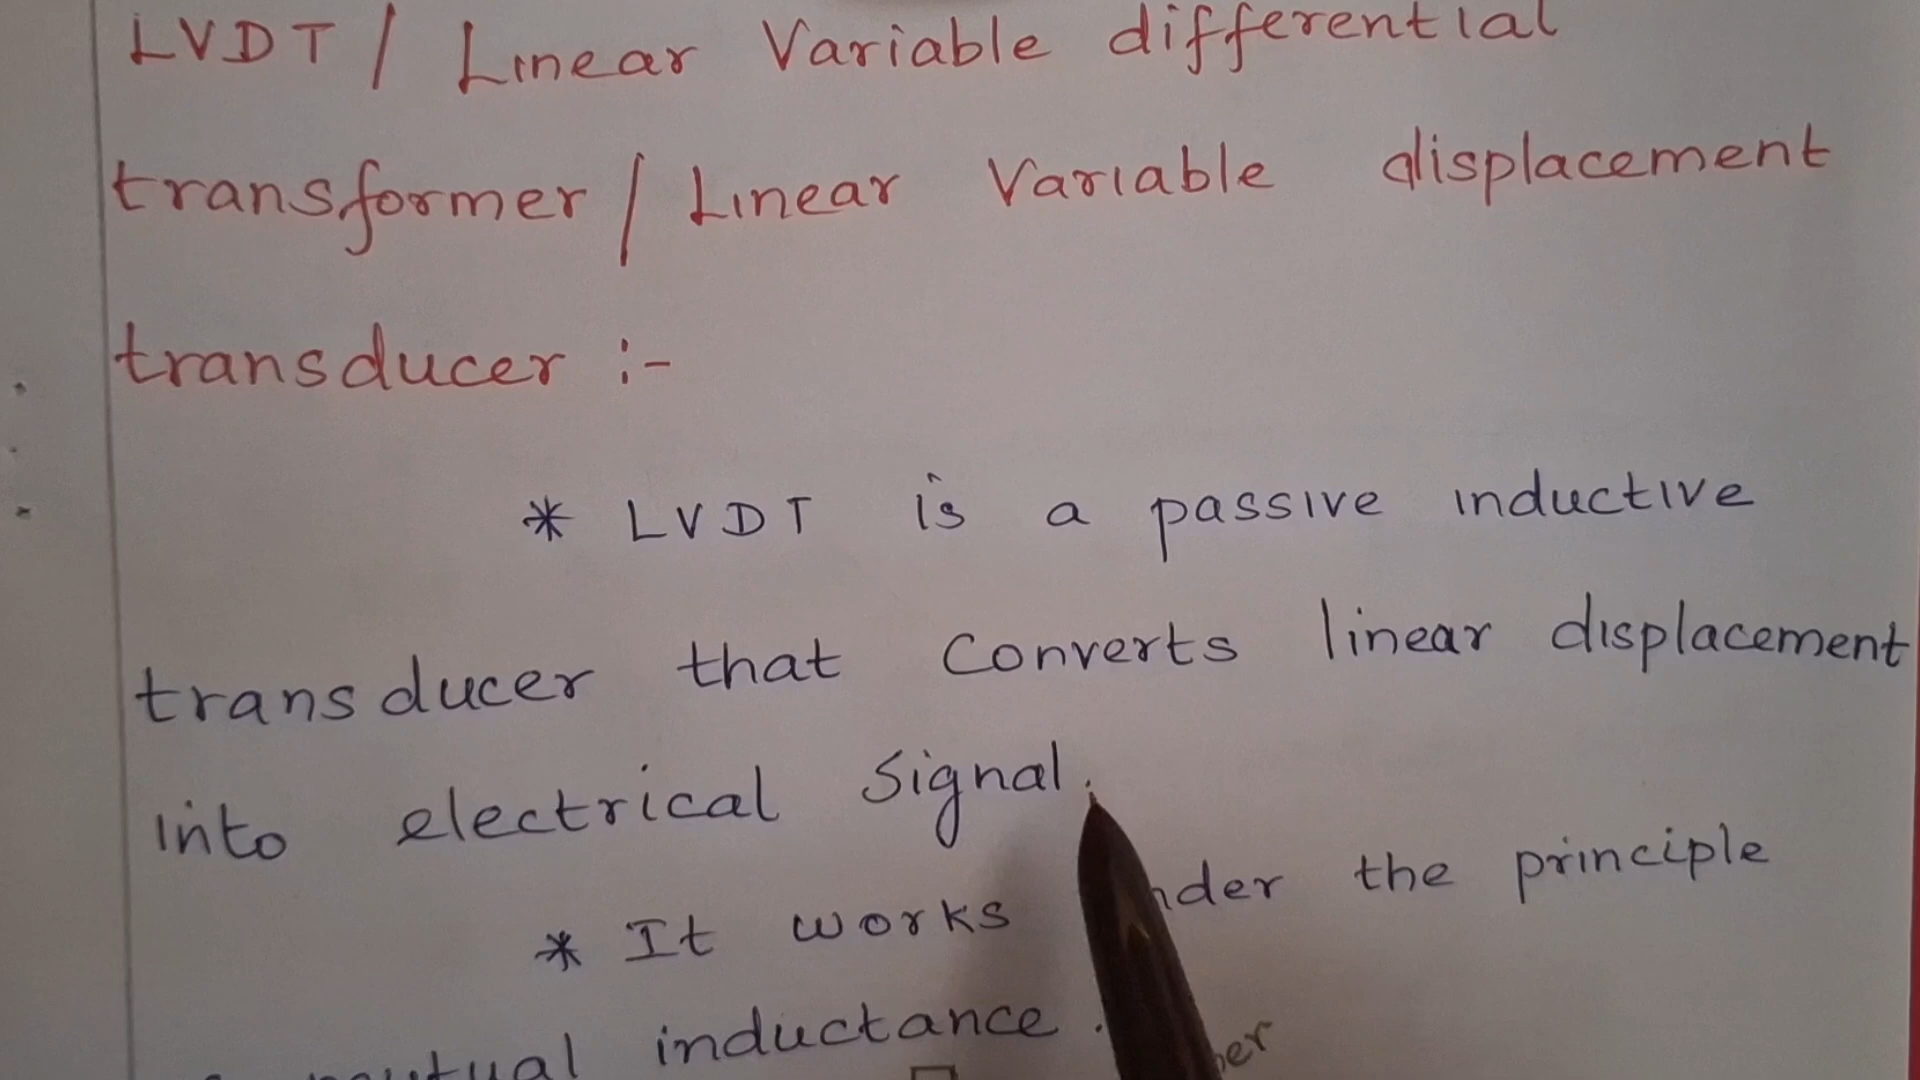 LVDT / Linear Variable differential
transformer / Linear Variable displacement
transducer :-
* LVDT is a passive inductive
transducer that Converts linear displacement
into electrical Signal.
* It works the principle
mutual inductance.